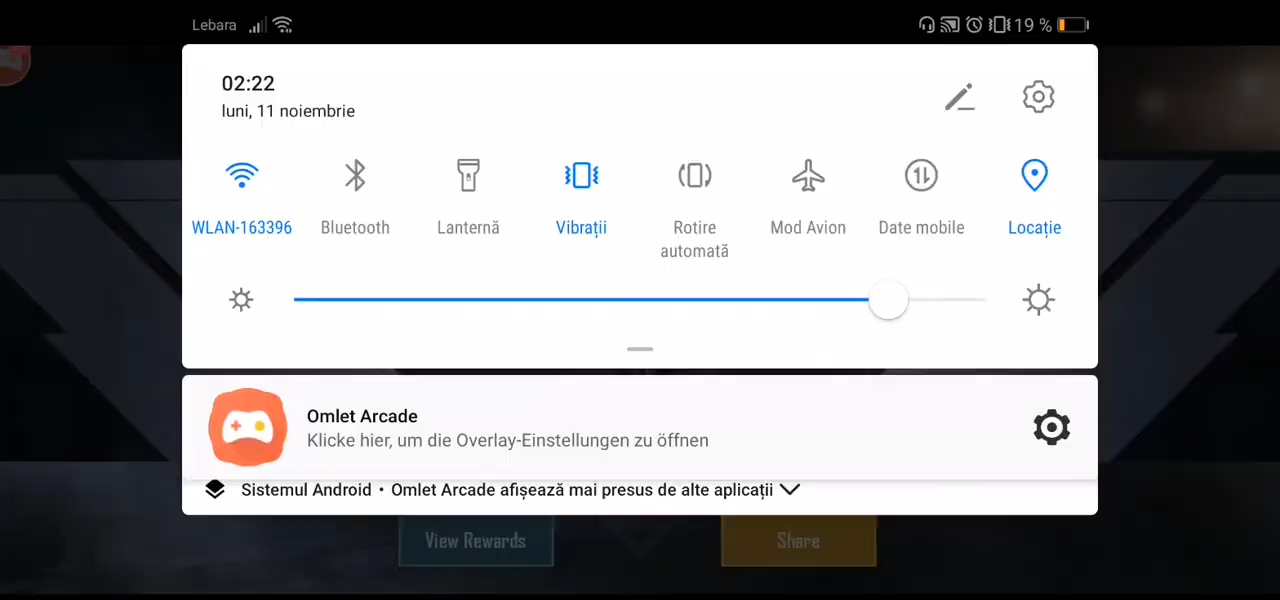 Lebara
19 %
02:22
luni, 11 noiembrie
WLAN-163396
Bluetooth
Lanternă
Vibrații
Rotire
automată
Mod Avion
Date mobile
Locație
Omlet Arcade
Klicke hier, um die Overlay-Einstellungen zu öffnen
Sistemul Android • Omlet Arcade afișează mai presus de alte aplicații
View Rewards
Share